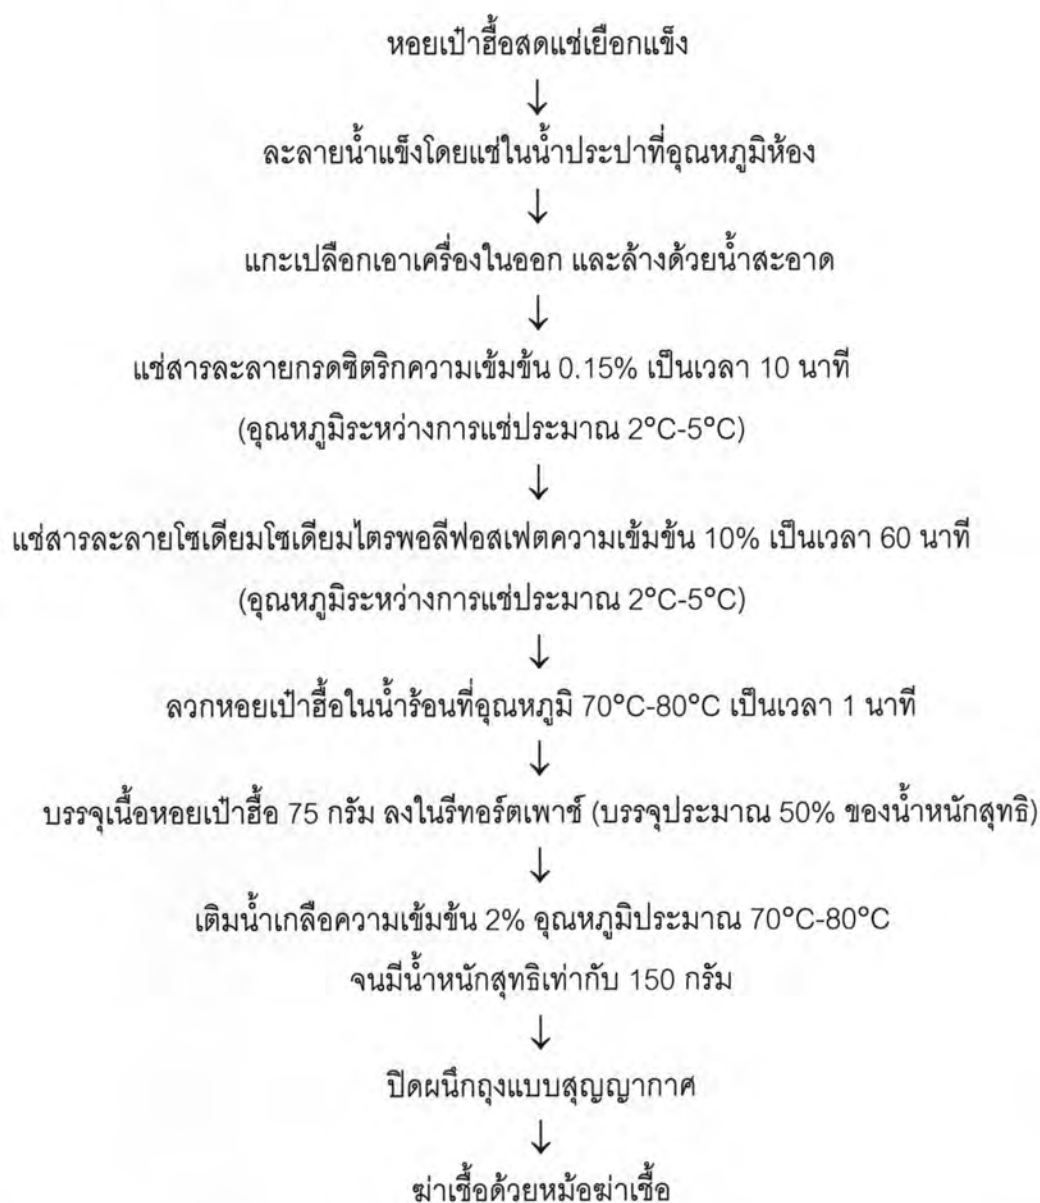 หอยเป๋าฮื้อสดแช่เยือกแข็ง
↓
ละลายน้ำแข็งโดยแช่ในน้ำประปาที่อุณหภูมิห้อง
↓
แกะเปลือกเอาเครื่องในออก และล้างด้วยน้ำสะอาด
↓
แช่สารละลายกรดซิตริกความเข้มข้น 0.15% เป็นเวลา 10 นาที
(อุณหภูมิระหว่างการแช่ประมาณ 2°C-5°C)
↓
แช่สารละลายโซเดียมโซเดียมไตรพอลีฟอสเฟตความเข้มข้น 10% เป็นเวลา 60 นาที
(อุณหภูมิระหว่างการแช่ประมาณ 2°C-5°C)
↓
ลวกหอยเป๋าฮื้อในน้ำร้อนที่อุณหภูมิ 70°C-80°C เป็นเวลา 1 นาที
↓
บรรจุเนื้อหอยเป๋าฮื้อ 75 กรัม ลงในรีทอร์ตเพาช์ (บรรจุประมาณ 50% ของน้ำหนักสุทธิ)
↓
เติมน้ำเกลือความเข้มข้น 2% อุณหภูมิประมาณ 70°C-80°C
จนมีน้ำหนักสุทธิเท่ากับ 150 กรัม
↓
ปิดผนึกถุงแบบสุญญากาศ
↓
ฆ่าเชื้อด้วยหม้อฆ่าเชื้อ